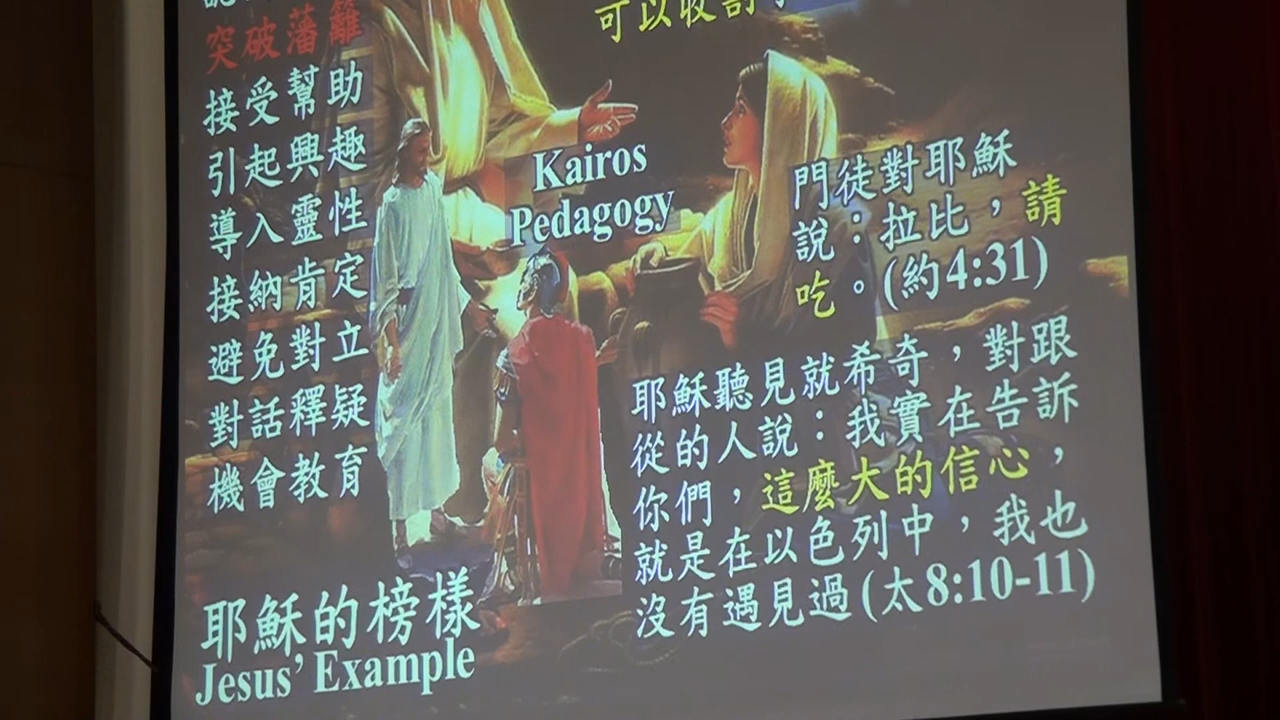 突破藩籬
接受幫助
引起興趣
導入靈性
接納肯定
避免對立
對話釋疑
機會教育
耶穌的榜樣
Jesus’ Example
Kairos
Pedagogy
可以收
門徒對耶穌
說：拉比，請
吃。(約4:31)
耶穌聽見就希奇，對跟
從的人說：我實在告訴
你們，這麼大的信心，
就是在以色列中，我也
沒有遇見過(太8:10-11)